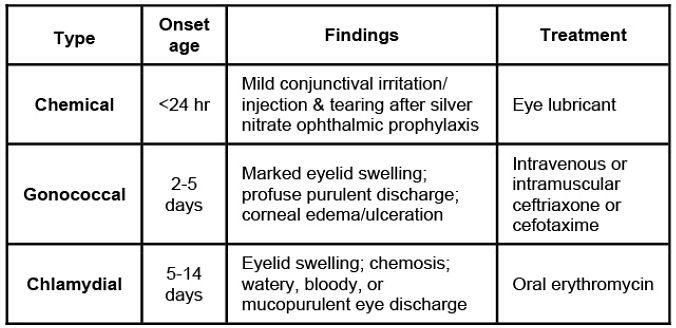 Type
Onset
age
Findings
Treatment
Chemical
<24 hr
Mild conjunctival irritation/
injection & tearing after silver
nitrate ophthalmic prophylaxis
Eye lubricant
Gonococcal
2-5
days
Marked eyelid swelling;
profuse purulent discharge;
corneal edema/ulceration
Intravenous or
intramuscular
ceftriaxone or
cefotaxime
Chlamydial
5-14
days
Eyelid swelling; chemosis;
watery, bloody, or
mucopurulent eye discharge
Oral erythromycin